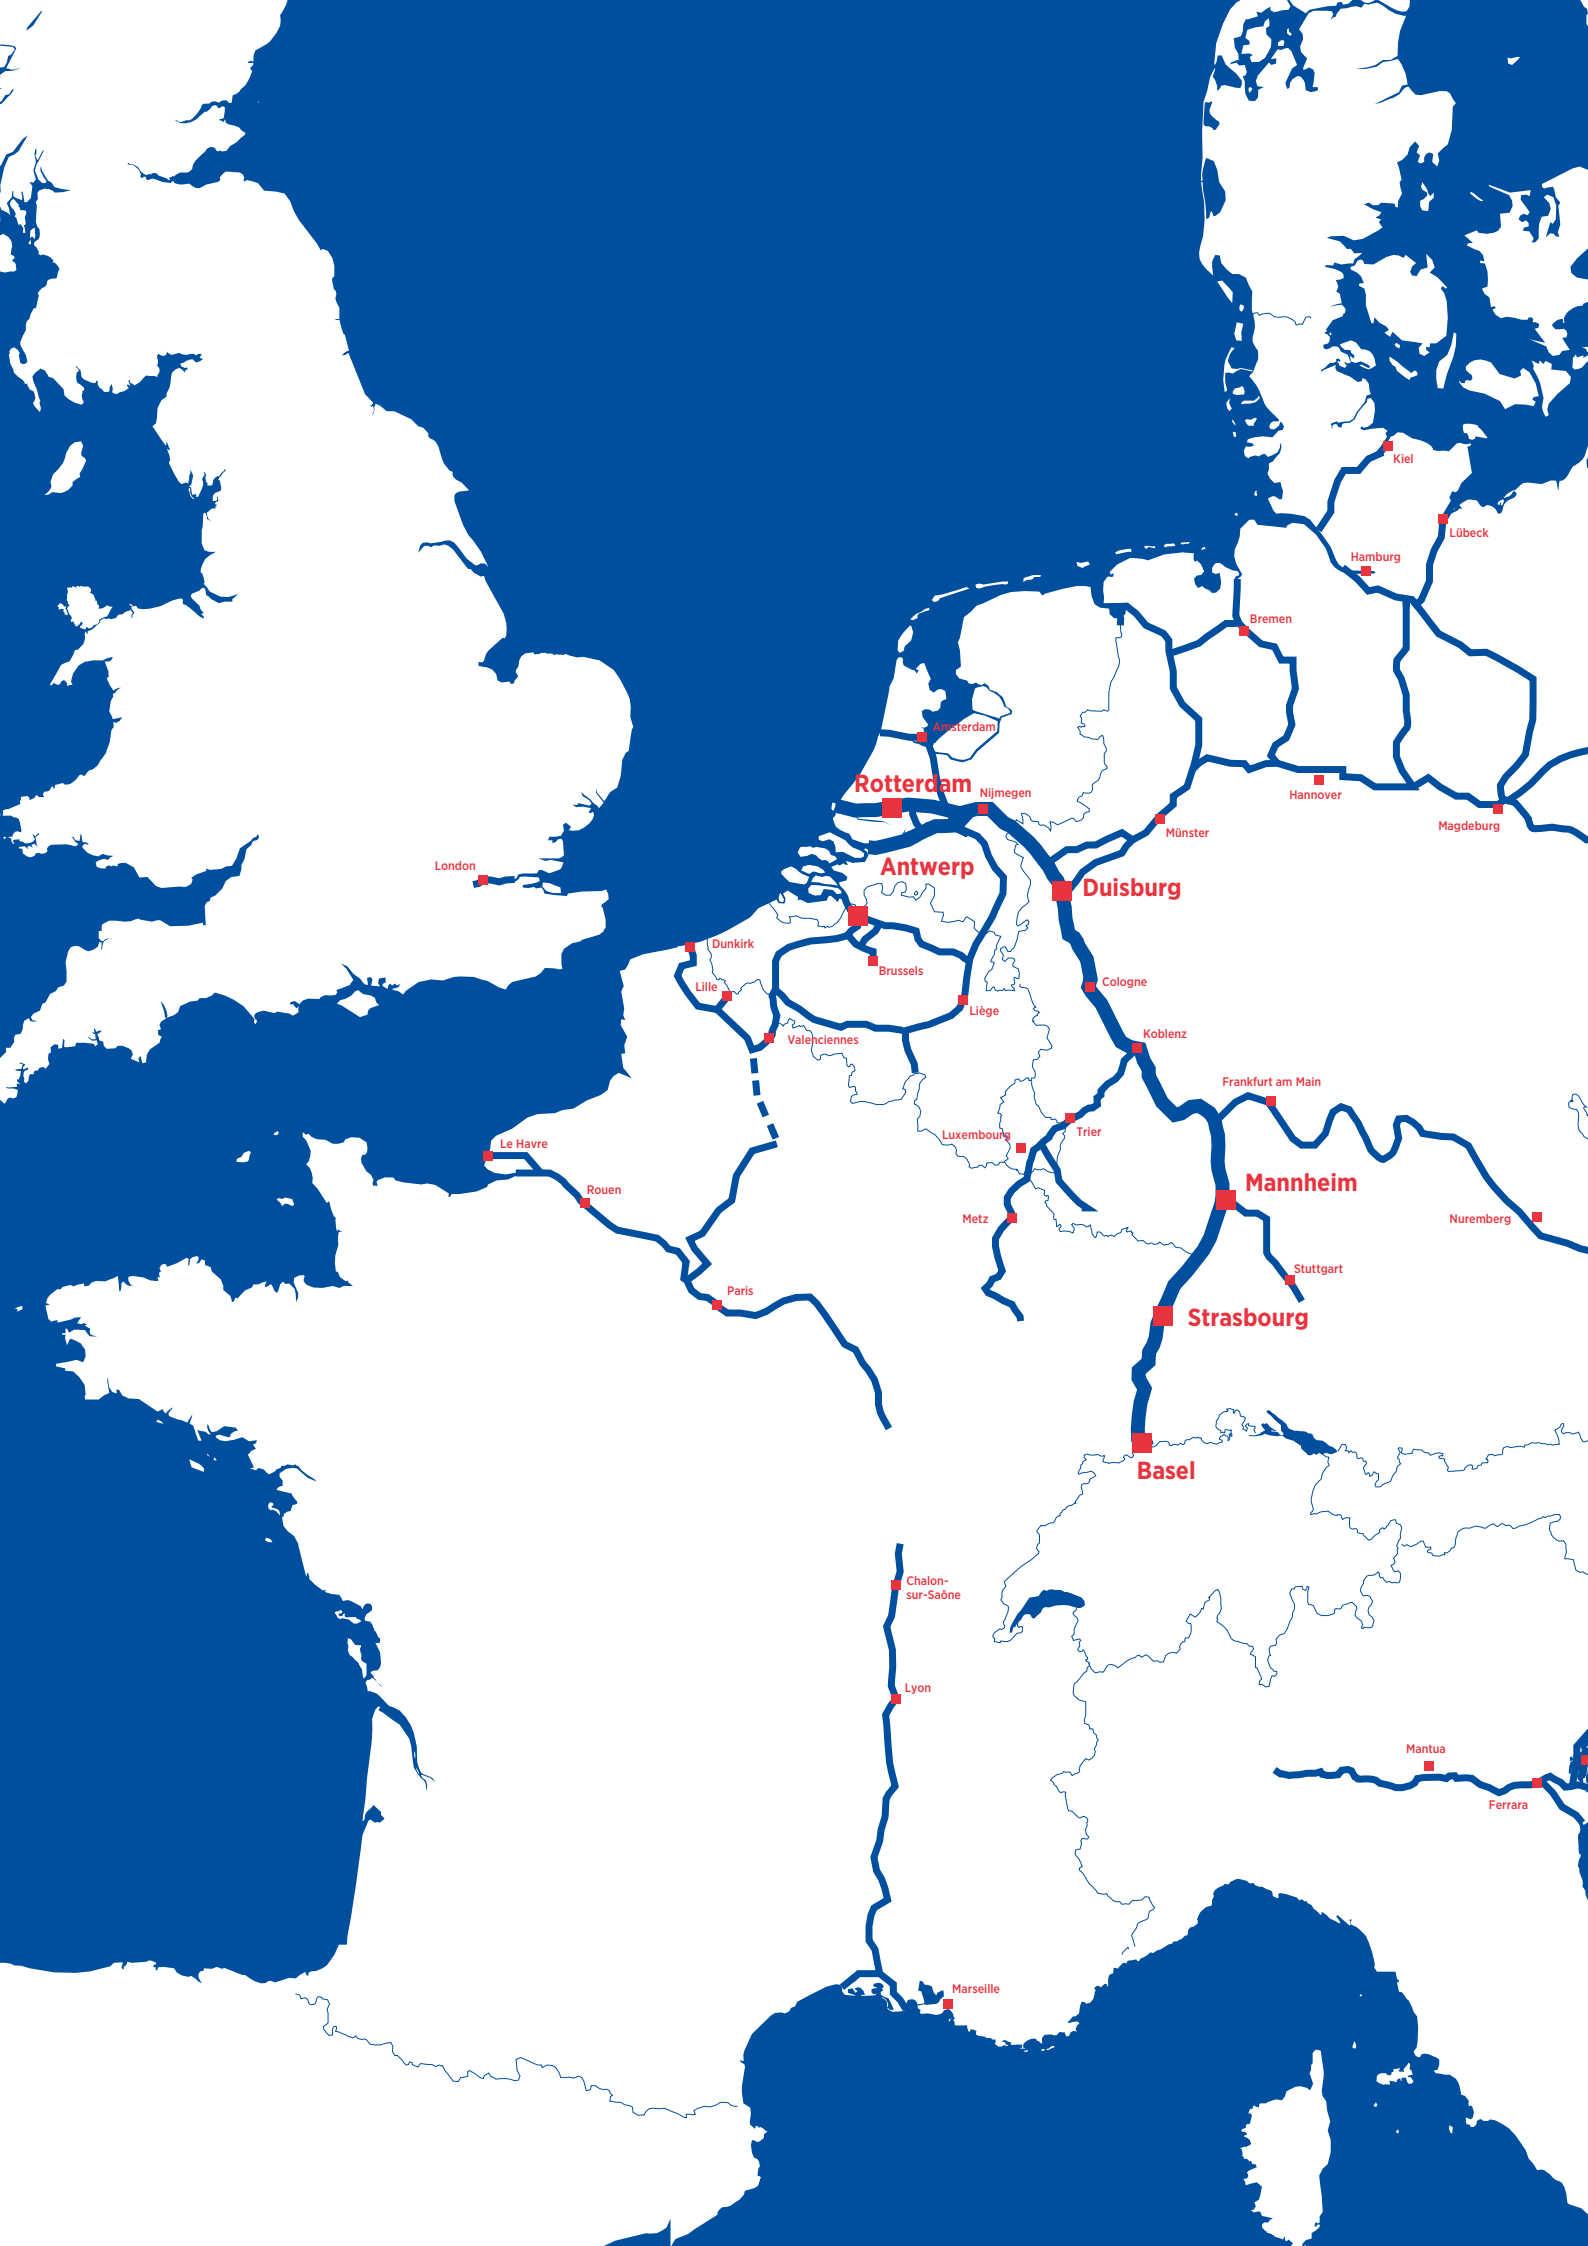 Kiel
Lübeck
Hamburg
Bremen
Amsterdam
Rotterdam
Nijmegen
Hannover
Magdeburg
Münster
London
Antwerp
Duisburg
Dunkirk
Brussels
Lille
Cologne
Liège
Valenciennes
Koblenz
Frankfurt am Main
Luxembourg
Trier
Le Havre
Rouen
Mannheim
Metz
Nuremberg
Stuttgart
Paris
Strasbourg
Basel
Chalon-
sur-Saône
Lyon
Mantua
Ferrara
Marseille